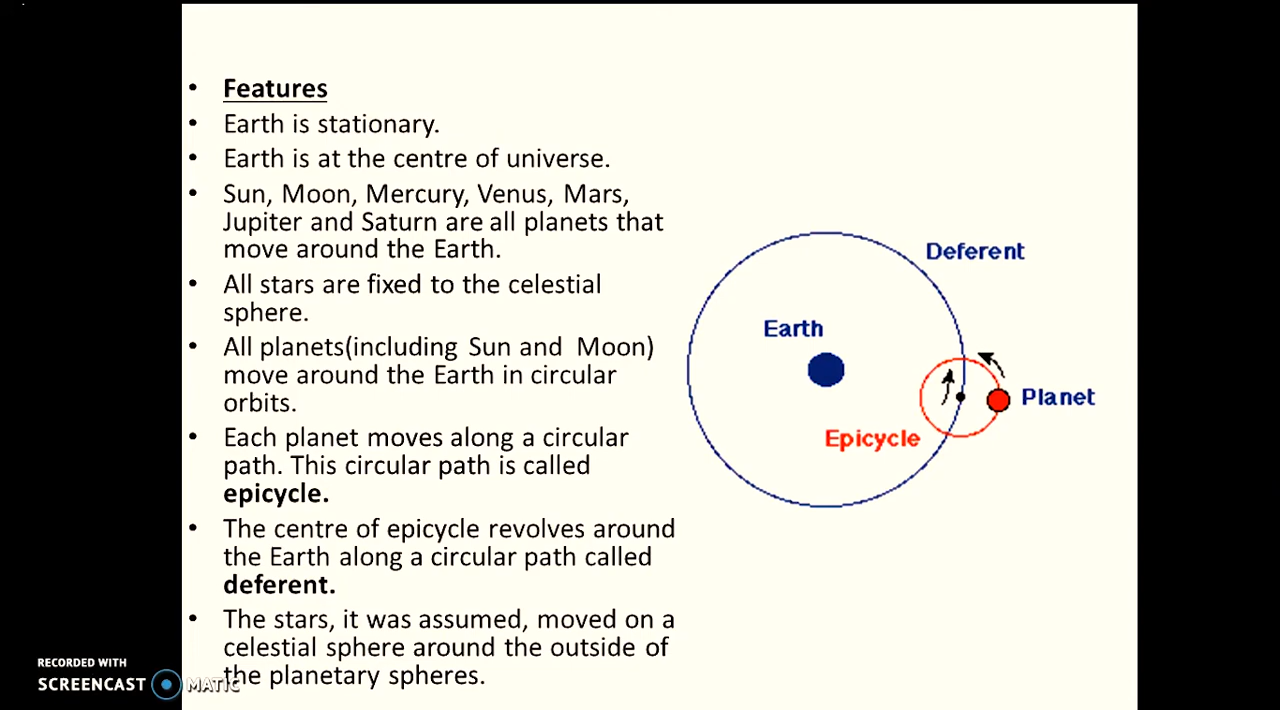 • Features
• Earth is stationary.
• Earth is at the centre of universe.
• Sun, Moon, Mercury, Venus, Mars,
Jupiter and Saturn are all planets that
move around the Earth.
• All stars are fixed to the celestial
sphere.
• All planets(including Sun and Moon)
move around the Earth in circular
orbits.
• Each planet moves along a circular
path. This circular path is called
epicycle.
• The centre of epicycle revolves around
the Earth along a circular path called
deferent.
• The stars, it was assumed, moved on a
celestial sphere around the outside of
the planetary spheres.
Deferent
Earth
Planet
Epicycle
RECORDED WITH
SCREENCAST MATIC